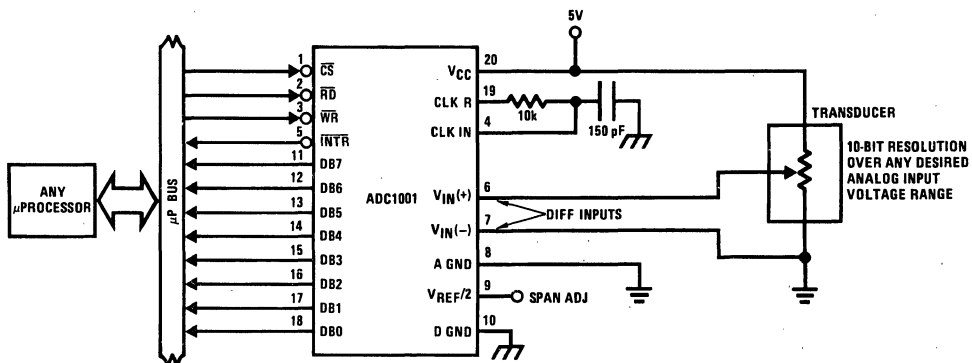 5V
1 CS
2 RD
3 WR
5 INTR
11 DB7
12 DB6
13 DB5
14 DB4
15 DB3
16 DB2
17 DB1
18 DB0
ANY
μPROCESSOR
μP BUS
ADC1001
VCC 20
CLK R 19
CLK IN 4
10k
150 pF
VIN(+) 6
VIN(−) 7
DIFF INPUTS
A GND 8
VREF/2 9
SPAN ADJ
D GND 10
TRANSDUCER
10-BIT RESOLUTION
OVER ANY DESIRED
ANALOG INPUT
VOLTAGE RANGE